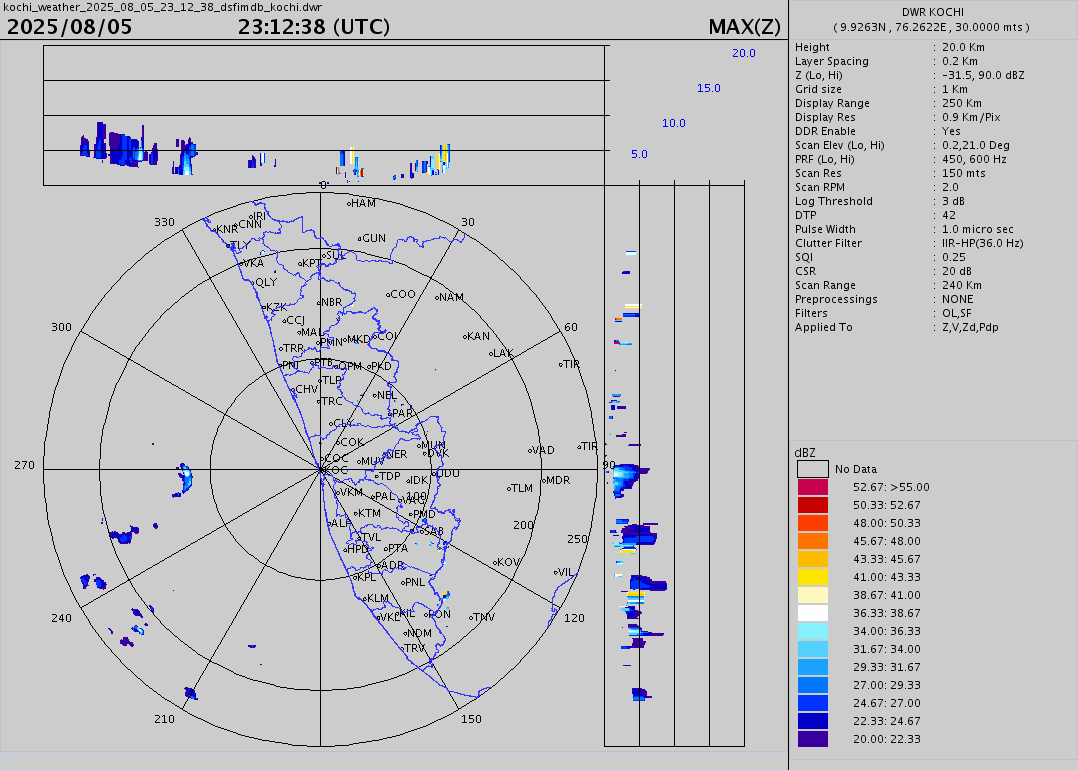 kochi_weather_2025_08_05_23_12_38_dsfimdb_kochi.dwr
2025/08/05 23:12:38 (UTC) MAX(Z)
DWR KOCHI
( 9.9263N , 76.2622E , 30.0000 mts )
Height : 20.0 Km
Layer Spacing : 0.2 Km
Z (Lo, Hi) : -31.5, 90.0 dBZ
Grid size : 1 Km
Display Range : 250 Km
Display Res : 0.9 Km/Pix
DDR Enable : Yes
Scan Elev (Lo, Hi) : 0.2,21.0 Deg
PRF (Lo, Hi) : 450, 600 Hz
Scan Res : 150 mts
Scan RPM : 2.0
Log Threshold : 3 dB
DTP : 42
Pulse Width : 1.0 micro sec
Clutter Filter : IIR-HP(36.0 Hz)
SQI : 0.25
CSR : 20 dB
Scan Range : 240 Km
Preprocessings : NONE
Filters : OL,SF
Applied To : Z,V,Zd,Pdp
20.0
15.0
10.0
5.0
0
HAM
IRI
330 CNN 30
KNR
GUN
TLY
SUL
VKA KPT
QLY
COO NAM
NBR
KZK
CCJ
300 MAL 60
KAN
PMN MKD COI
TRR LAK
PNI PTB OPM PKD TIR
TLP
CHV NEL
TRC
PAR
CLY
COK
MUN TIR
VAD
NER DVK
COC MUV
270 KOC 90
TDP UDU
IDK MDR
TLM
VKM PAL 100 VAG
KTM PMD
ALP 200
SAB
TVL 250
HPD PTA
ADR KOV
VIL
KPL PNL
KLM
240 KIL PON 120
VKL TNV
NDM
TRV
210 150
dBZ
No Data
52.67: >55.00
50.33: 52.67
48.00: 50.33
45.67: 48.00
43.33: 45.67
41.00: 43.33
38.67: 41.00
36.33: 38.67
34.00: 36.33
31.67: 34.00
29.33: 31.67
27.00: 29.33
24.67: 27.00
22.33: 24.67
20.00: 22.33